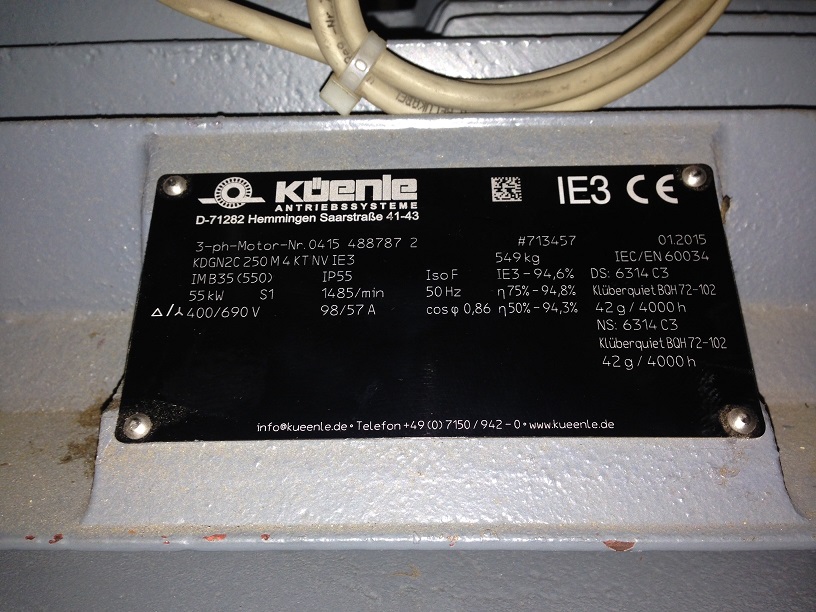 Küenle
ANTRIEBSSYSTEME
D-71282 Hemmingen Saarstraße 41-43
IE3 CE
3-ph-Motor-Nr. 0415 488787 2 #713457 01.2015
KDGN2C 250 M 4 KT NV IE3 549 kg IEC/EN 60034
IM B35 (550) IP55 Iso F IE3 - 94,6% DS: 6314 C3
55 kW S1 1485/min 50 Hz η75% - 94,8% Klüberquiet BQH 72-102
△/⅄ 400/690 V 98/57 A cos φ 0,86 η50% - 94,3% 42 g / 4000 h
NS: 6314 C3
Klüberquiet BQH 72-102
42 g / 4000 h
info@kueenle.de • Telefon +49 (0) 7150 / 942 - 0 • www.kueenle.de